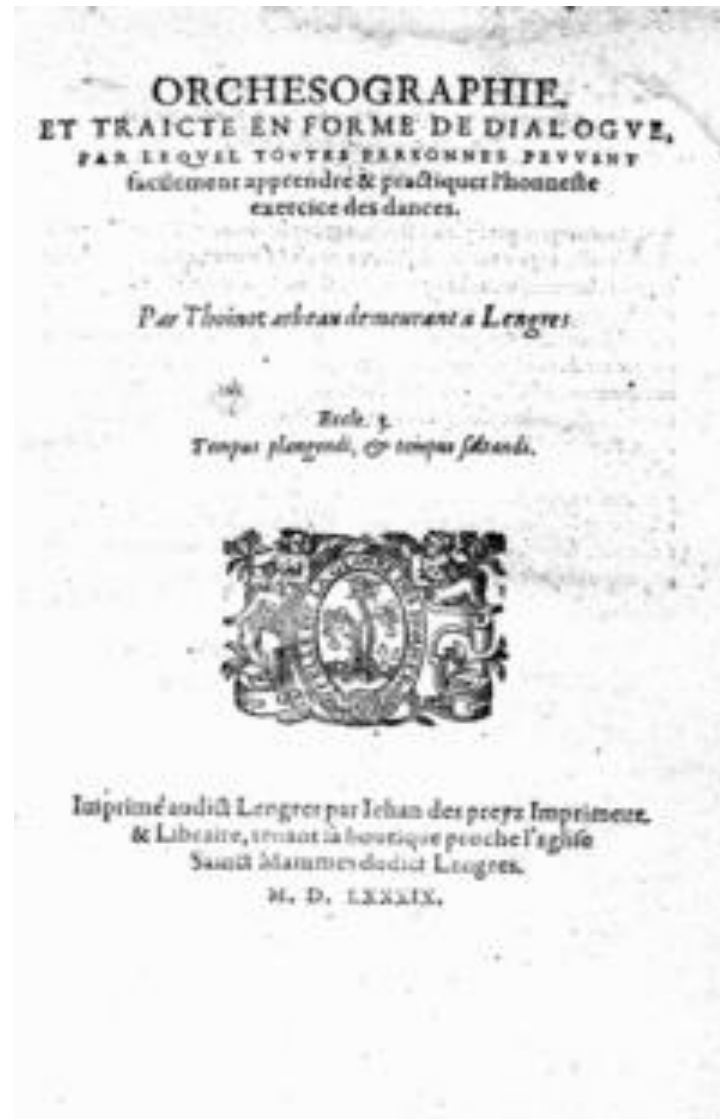 ORCHESOGRAPHIE.
ET TRAICTE EN FORME DE DIALOGVE,
PAR LEQVEL TOVTES PERSONNES PEVVENT
facilement apprendre & practiquer l'honneste
exercice des dances.
Par Thoinot arbeau demeurant a Lengres.
Eccle. 3.
Tempus plangendi, & tempus saltandi.
Imprimé audict Lengres par Iehan des preyz Imprimeur,
& Libraire, tenant sa boutique proche l'eglise
Sainct Mammes dudict Lengres.
M. D. LXXXIX.